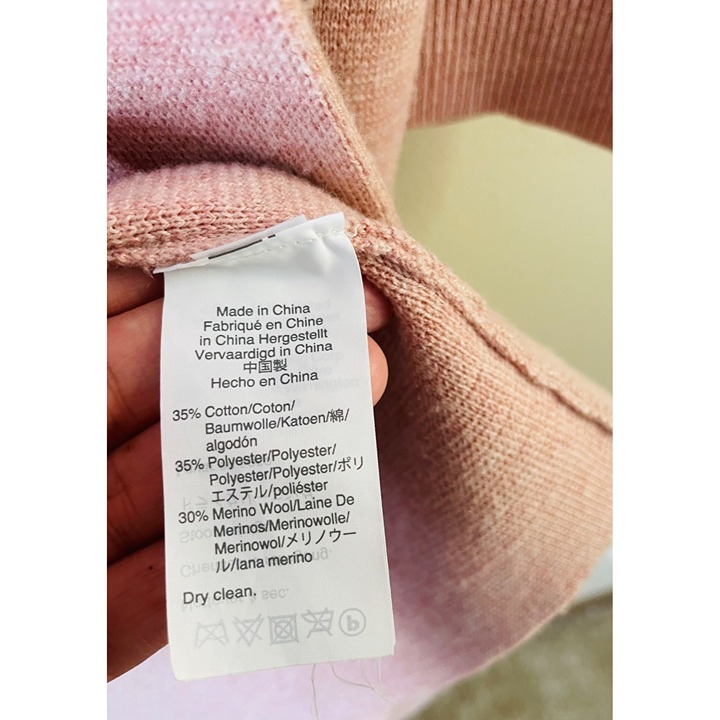 Made in China
Fabriqué en Chine
in China Hergestellt
Vervaardigd in China
中国製
Hecho en China
35% Cotton/Coton/
Baumwolle/Katoen/綿/
algodón
35% Polyester/Polyester/
Polyester/Polyester/ポリ
エステル/poliéster
30% Merino Wool/Laine De
Merinos/Merinowolle/
Merinowol/メリノウー
ル/lana merino
Dry clean.